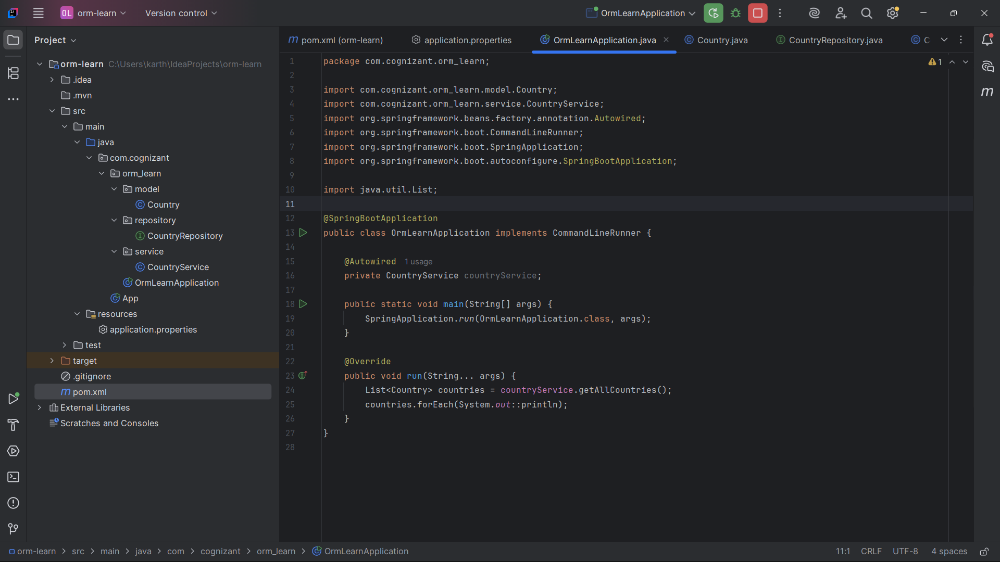 OL orm-learn
Version control
OrmLearnApplication
Project
pom.xml (orm-learn)
application.properties
OrmLearnApplication.java
Country.java
CountryRepository.java
orm-learn C:\Users\karth\IdeaProjects\orm-learn
.idea
.mvn
src
main
java
com.cognizant
orm_learn
model
Country
repository
CountryRepository
service
CountryService
OrmLearnApplication
App
resources
application.properties
test
target
.gitignore
pom.xml
External Libraries
Scratches and Consoles
1 package com.cognizant.orm_learn;
2
3 import com.cognizant.orm_learn.model.Country;
4 import com.cognizant.orm_learn.service.CountryService;
5 import org.springframework.beans.factory.annotation.Autowired;
6 import org.springframework.boot.CommandLineRunner;
7 import org.springframework.boot.SpringApplication;
8 import org.springframework.boot.autoconfigure.SpringBootApplication;
9
10 import java.util.List;
11
12 @SpringBootApplication
13 public class OrmLearnApplication implements CommandLineRunner {
14
15 @Autowired 1 usage
16 private CountryService countryService;
17
18 public static void main(String[] args) {
19 SpringApplication.run(OrmLearnApplication.class, args);
20 }
21
22 @Override
23 public void run(String... args) {
24 List<Country> countries = countryService.getAllCountries();
25 countries.forEach(System.out::println);
26 }
27 }
28
1
orm-learn > src > main > java > com > cognizant > orm_learn > OrmLearnApplication
11:1 CRLF UTF-8 4 spaces